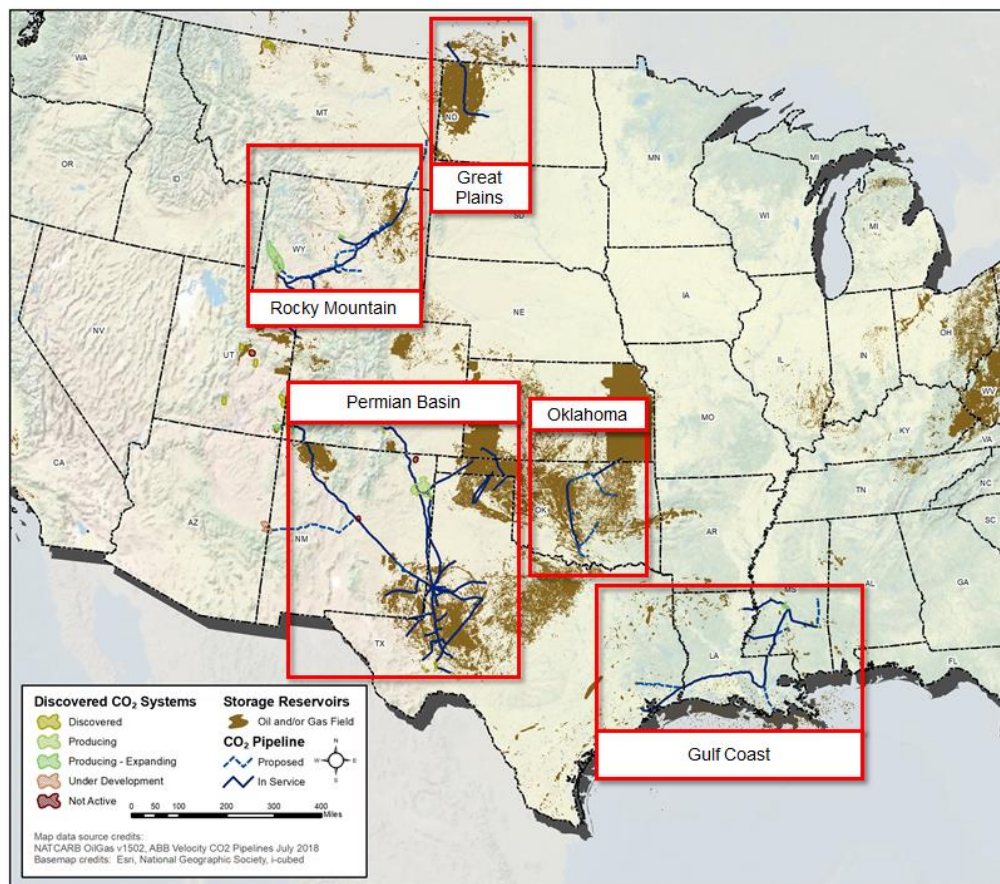 WA
MT
ND
MN
MI
OR
ID
Great
Plains
SD
WI
MI
WY
Rocky Mountain
IA
NE
NV
UT
IL
IN
OH
WV
Permian Basin
Oklahoma
MO
KY
VA
CA
AZ
NM
OK
AR
TN
NC
SC
MS
AL
GA
TX
LA
FL
Gulf Coast
Discovered CO₂ Systems
Discovered
Producing
Producing - Expanding
Under Development
Not Active
Storage Reservoirs
Oil and/or Gas Field
CO₂ Pipeline
Proposed
In Service
N
W
E
S
0 50 100 200 300 400
Miles
Map data source credits:
NATCARB OilGas v1502, ABB Velocity CO2 Pipelines July 2018
Basemap credits: Esri, National Geographic Society, i-cubed